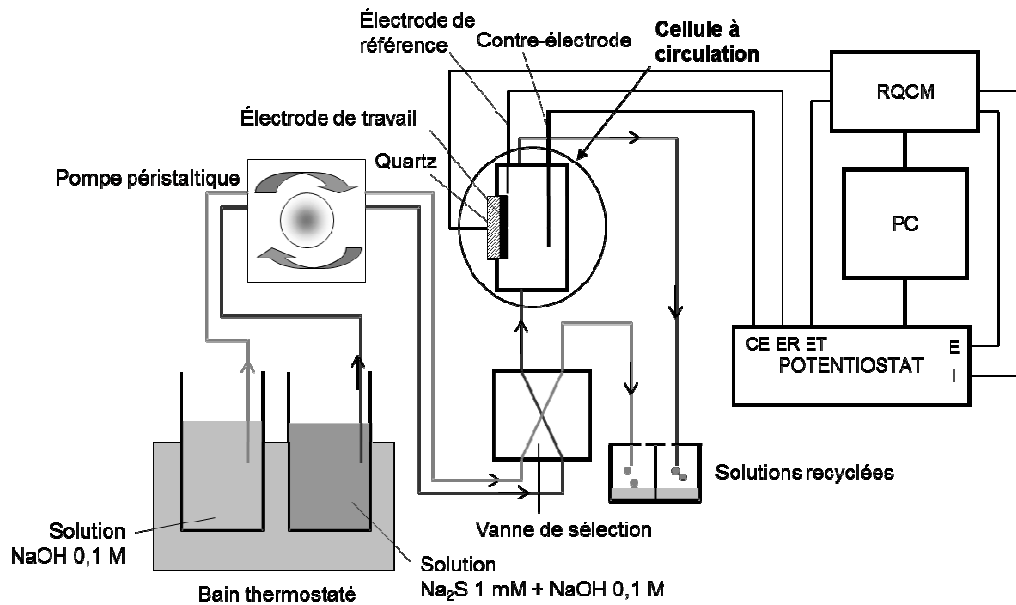 Électrode de
référence
Contre-électrode
Cellule à
circulation
RQCM
Électrode de travail
Quartz
Pompe péristaltique
PC
CE ER ET
E
POTENTIOSTAT
I
Solutions recyclées
Vanne de sélection
Solution
NaOH 0,1 M
Solution
Na₂S 1 mM + NaOH 0,1 M
Bain thermostaté